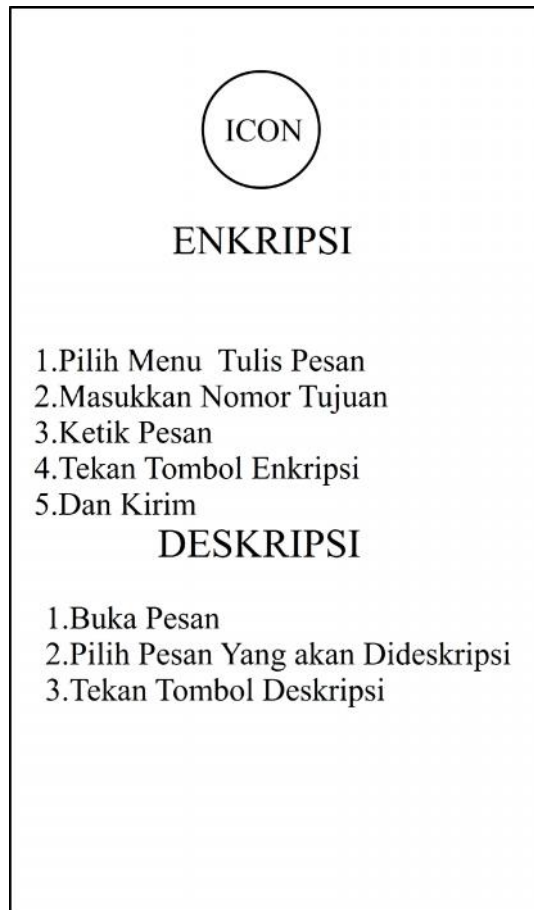 ICON
ENKRIPSI
1.Pilih Menu  Tulis Pesan
2.Masukkan Nomor Tujuan
3.Ketik Pesan
4.Tekan Tombol Enkripsi
5.Dan Kirim
DESKRIPSI
1.Buka Pesan
2.Pilih Pesan Yang akan Dideskripsi
3.Tekan Tombol Deskripsi